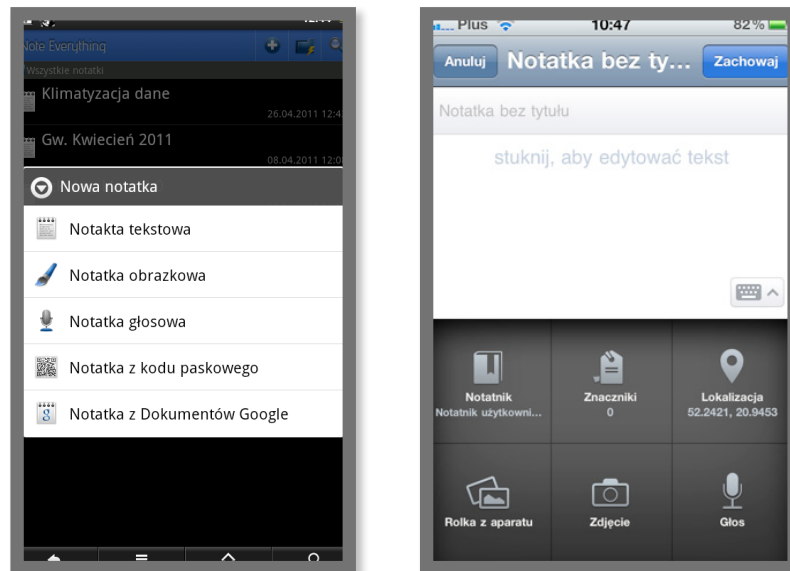 Note Everything
Wszystkie notatki
Klimatyzacja dane
26.04.2011 12:4
Gw. Kwiecień 2011
08.04.2011 12:0
Nowa notatka
Notakta tekstowa
Notatka obrazkowa
Notatka głosowa
Notatka z kodu paskowego
Notatka z Dokumentów Google
Plus 10:47 82%
Anuluj Notatka bez ty... Zachowaj
Notatka bez tytułu
stuknij, aby edytować tekst
Notatnik Znaczniki Lokalizacja
Notatnik użytkowni... 0 52.2421, 20.9453
Rolka z aparatu Zdjęcie Głos